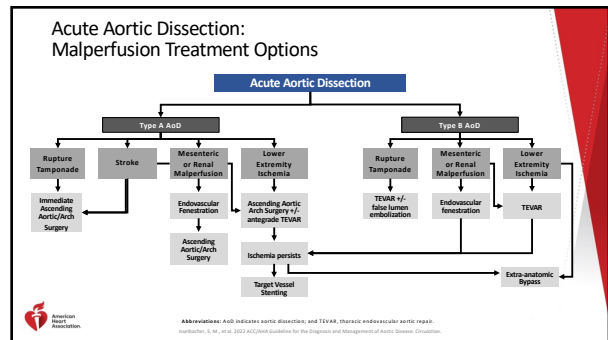 Acute Aortic Dissection:
Malperfusion Treatment Options
Acute Aortic Dissection
Type A AoD
Type B AoD
Rupture
Tamponade
Stroke
Mesenteric
or Renal
Malperfusion
Lower
Extremity
Ischemia
Rupture
Tamponade
Mesenteric
or Renal
Malperfusion
Lower
Extremity
Ischemia
Immediate
Ascending
Aortic/Arch
Surgery
Endovascular
Fenestration
Ascending Aortic
Arch Surgery +/-
antegrade TEVAR
TEVAR +/-
false lumen
embolization
Endovascular
fenestration
TEVAR
Ascending
Aortic/Arch
Surgery
Ischemia persists
Target Vessel
Stenting
Extra-anatomic
Bypass
American
Heart
Association.
Abbreviations: AoD indicates aortic dissection; and TEVAR, thoracic endovascular aortic repair.
Isselbacher, E. M., et al. 2022 ACC/AHA Guideline for the Diagnosis and Management of Aortic Disease. Circulation.